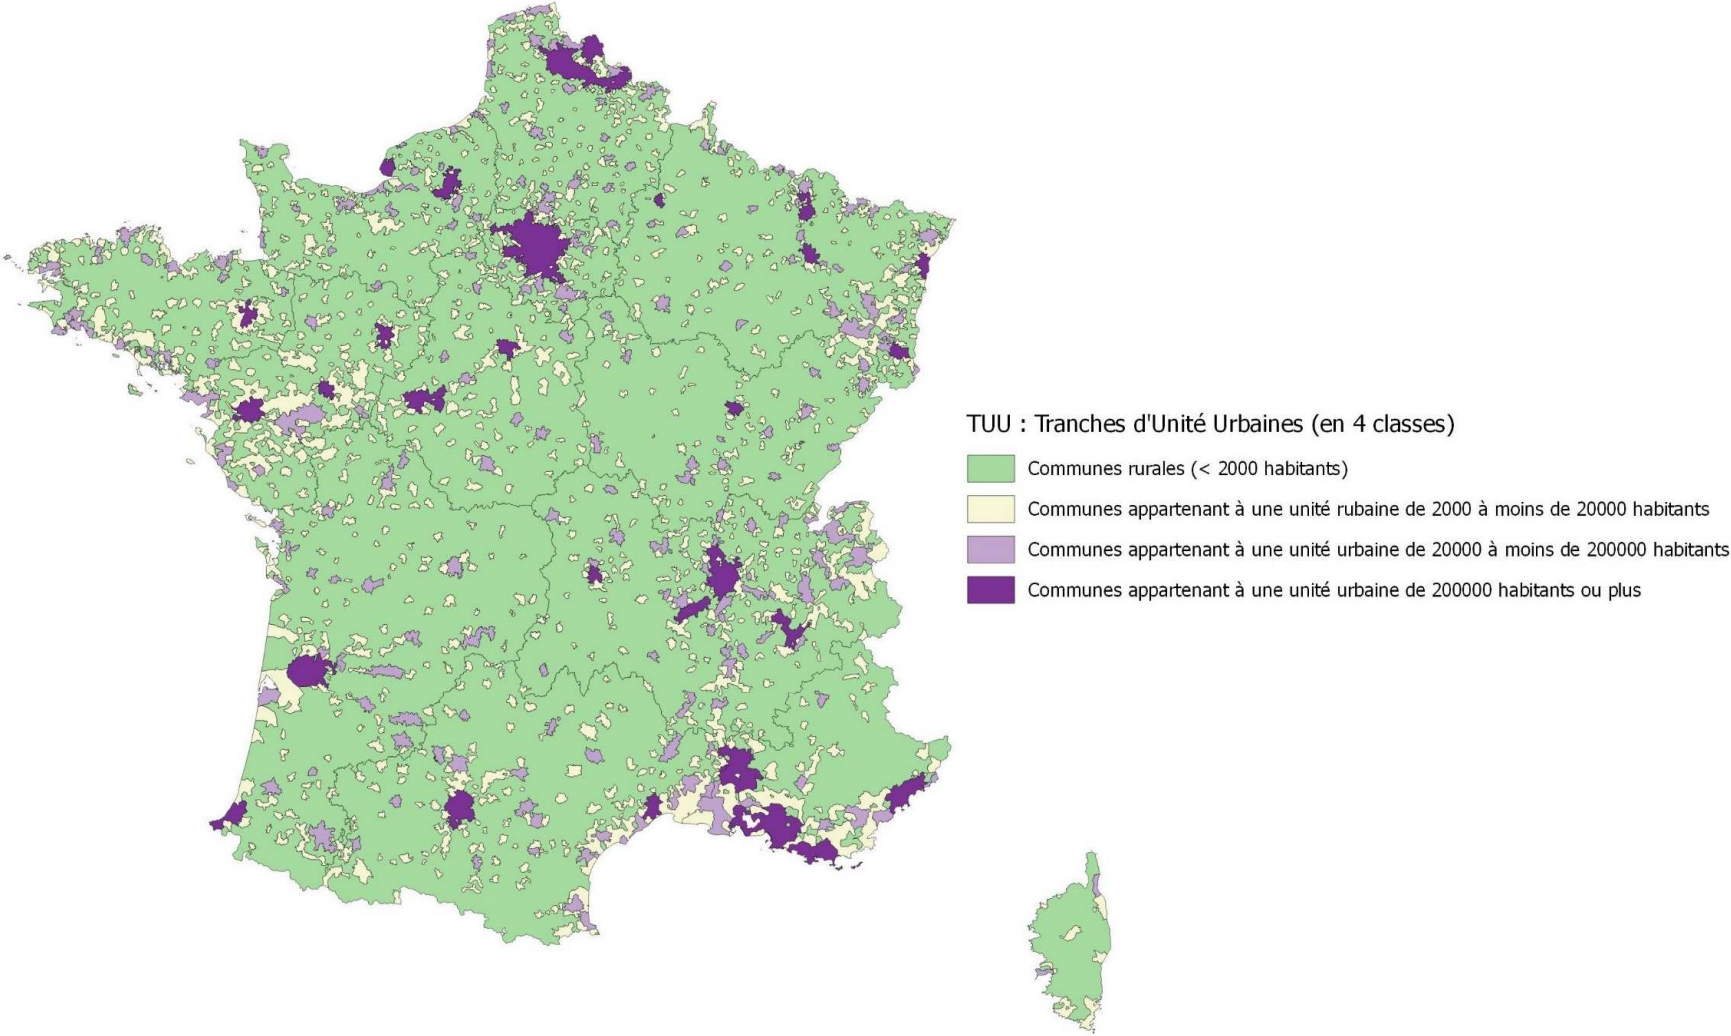 TUU : Tranches d'Unité Urbaines (en 4 classes)
Communes rurales (< 2000 habitants)
Communes appartenant à une unité rubaine de 2000 à moins de 20000 habitants
Communes appartenant à une unité urbaine de 20000 à moins de 200000 habitants
Communes appartenant à une unité urbaine de 200000 habitants ou plus